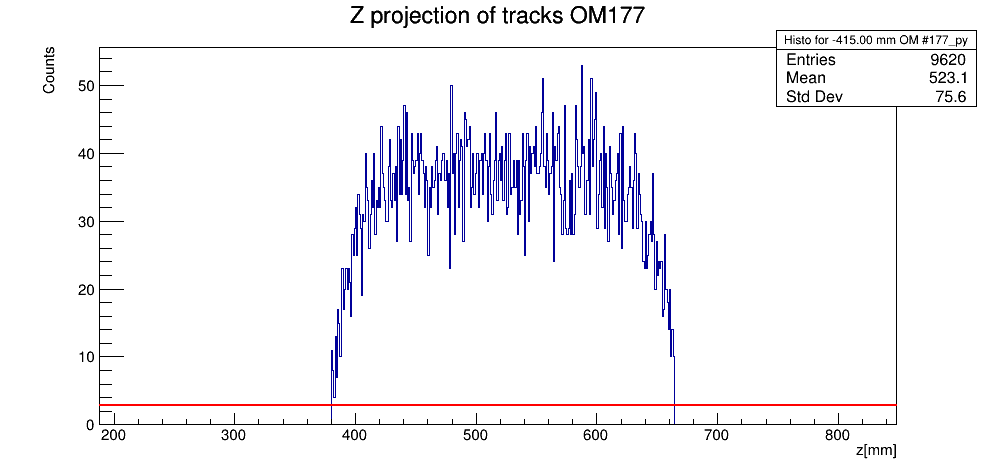 Z projection of tracks OM177
Histo for -415.00 mm OM #177_py
Entries 9620
Mean 523.1
Std Dev 75.6
Counts
50
40
30
20
10
0
200 300 400 500 600 700 800
z[mm]